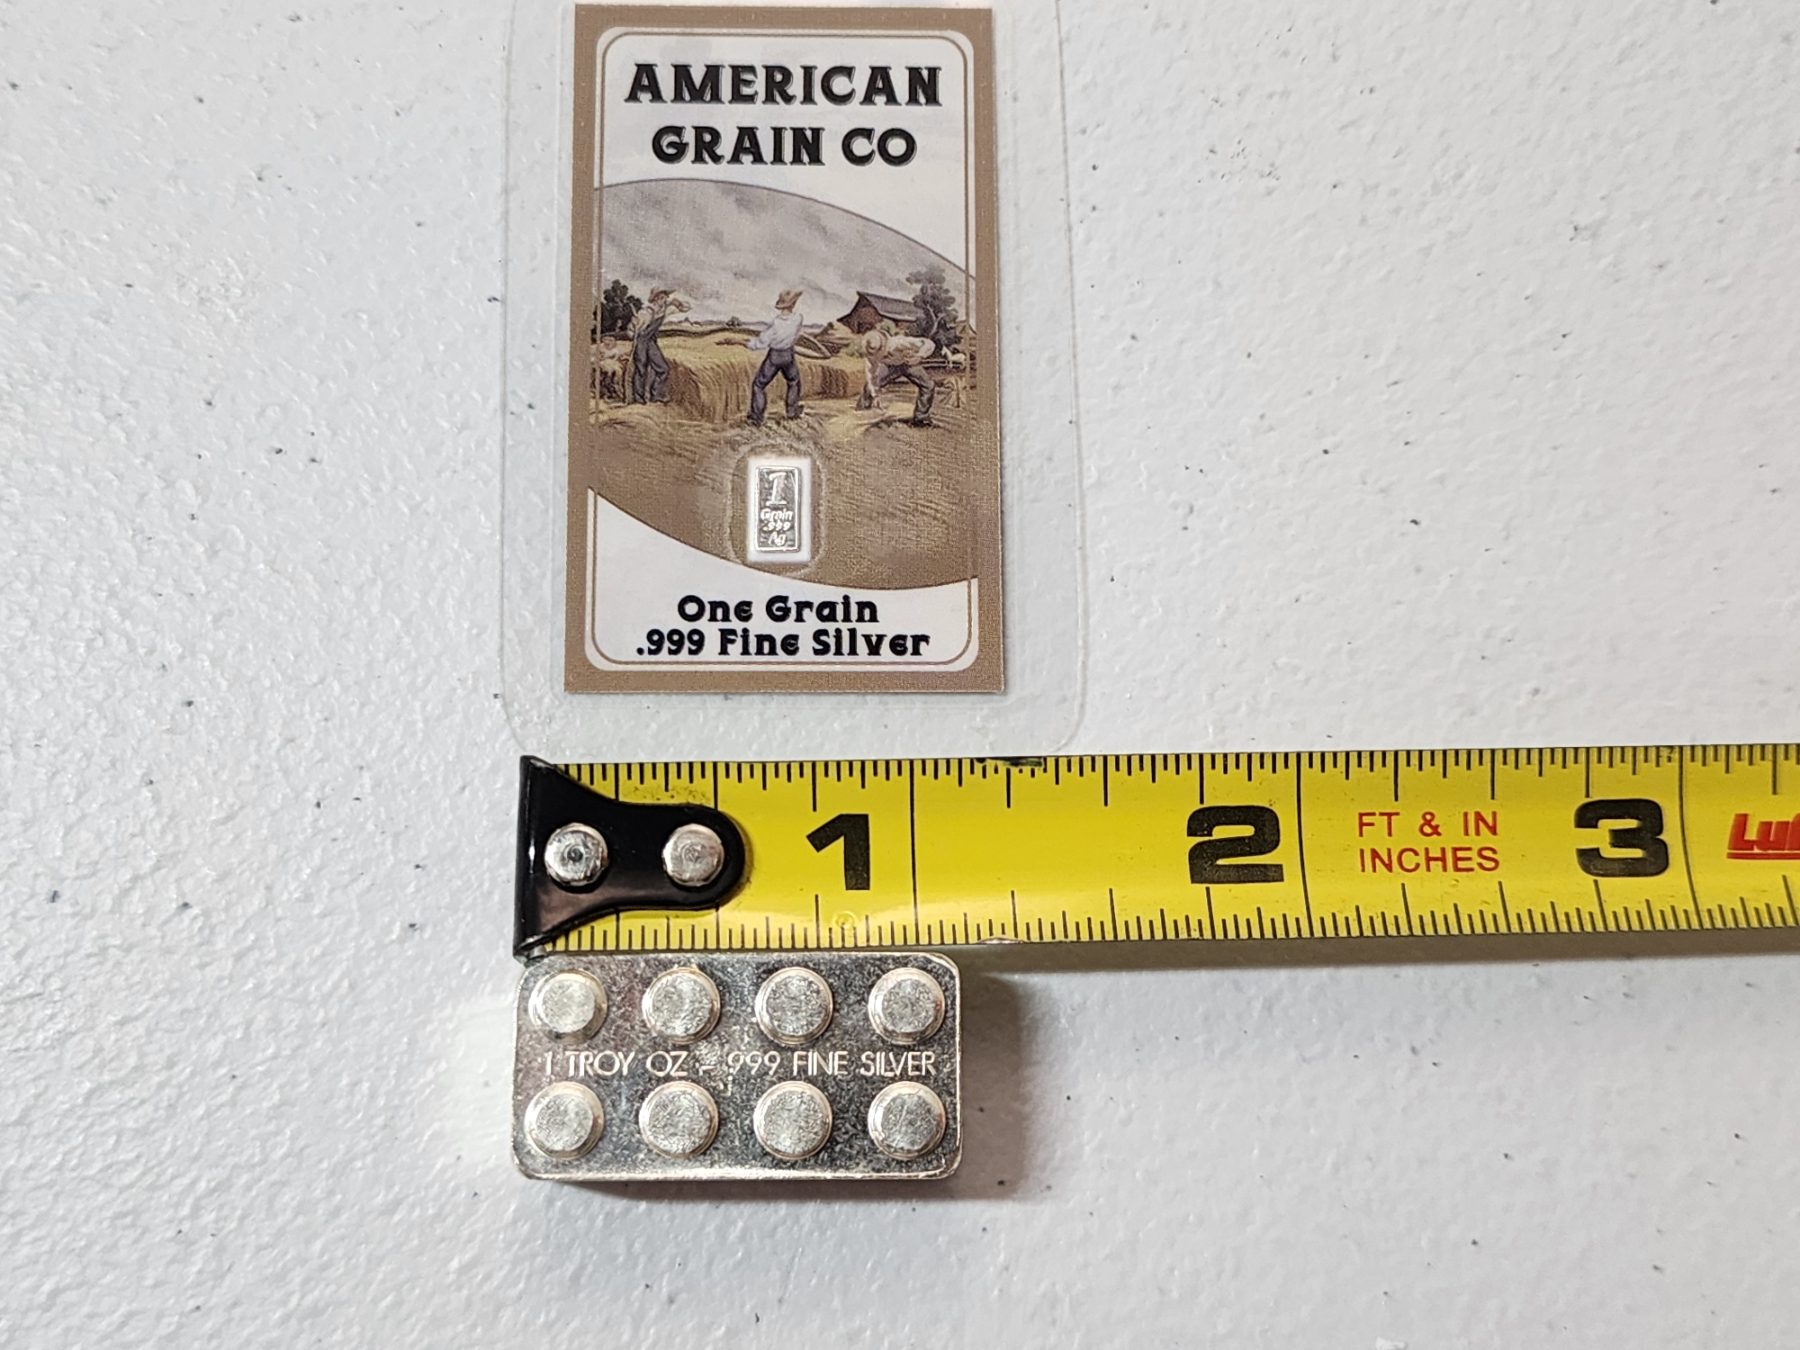 AMERICAN
GRAIN CO
1
Grain
.999
Ag
One Grain
.999 Fine Silver
1 2 FT & IN 3
INCHES
1 TROY OZ - .999 FINE SILVER